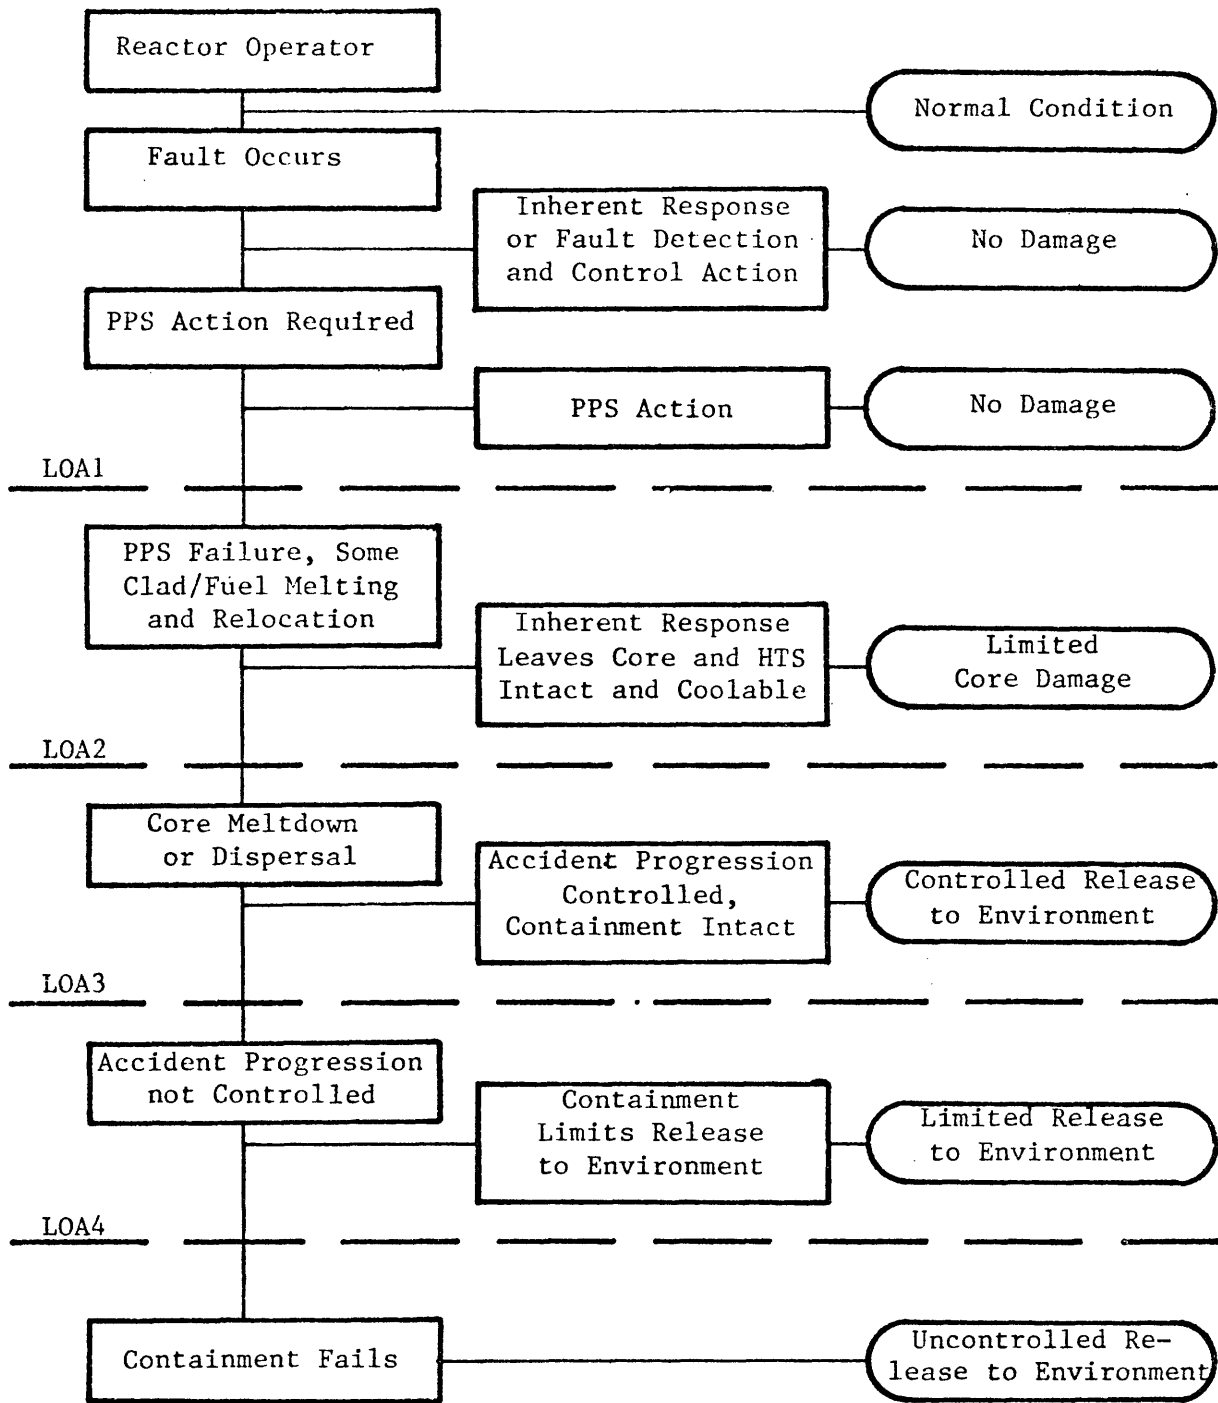 Reactor Operator
Normal Condition
Fault Occurs
Inherent Response
or Fault Detection
and Control Action
No Damage
PPS Action Required
PPS Action
No Damage
LOA1
PPS Failure, Some
Clad/Fuel Melting
and Relocation
Inherent Response
Leaves Core and HTS
Intact and Coolable
Limited
Core Damage
LOA2
Core Meltdown
or Dispersal
Accident Progression
Controlled,
Containment Intact
Controlled Release
to Environment
LOA3
Accident Progression
not Controlled
Containment
Limits Release
to Environment
Limited Release
to Environment
LOA4
Containment Fails
Uncontrolled Re-
lease to Environment